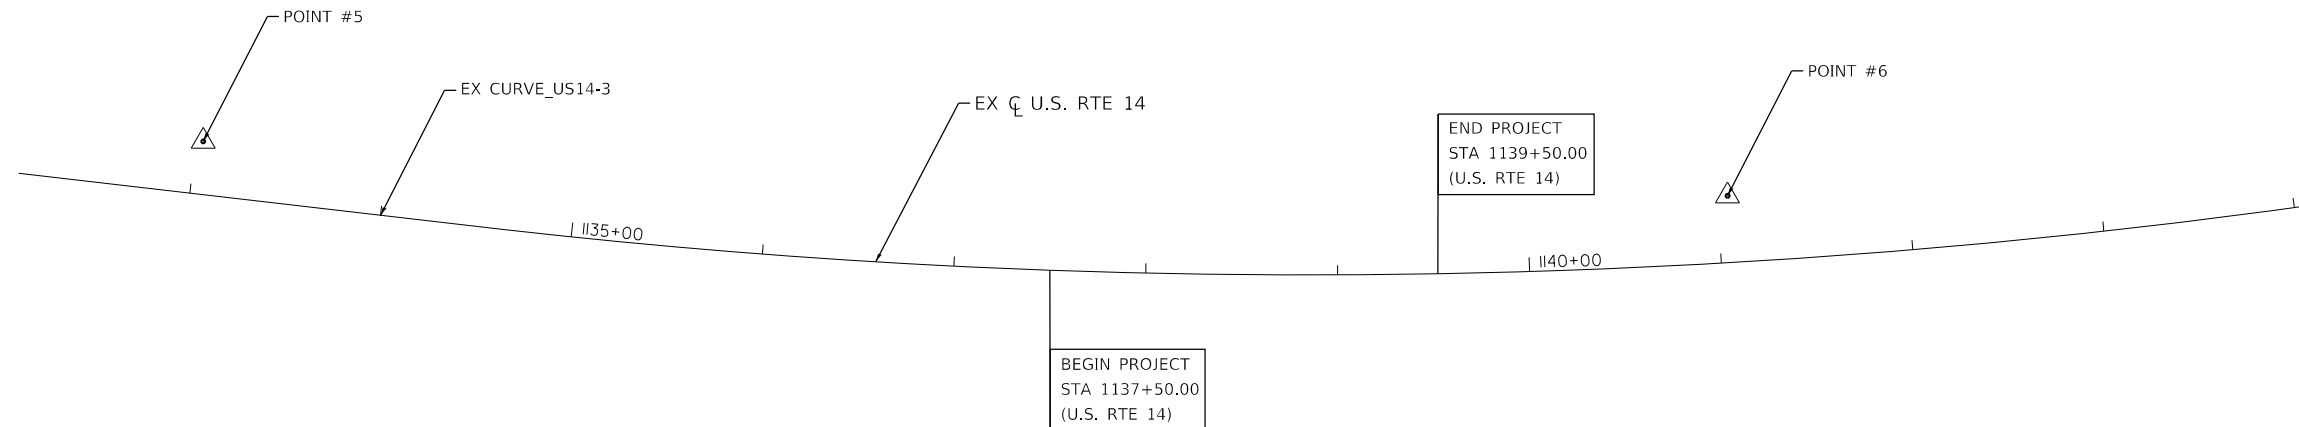 POINT #5
EX CURVE_US14-3
EX ℄ U.S. RTE 14
POINT #6
END PROJECT
STA 1139+50.00
(U.S. RTE 14)
1135+00
1140+00
BEGIN PROJECT
STA 1137+50.00
(U.S. RTE 14)